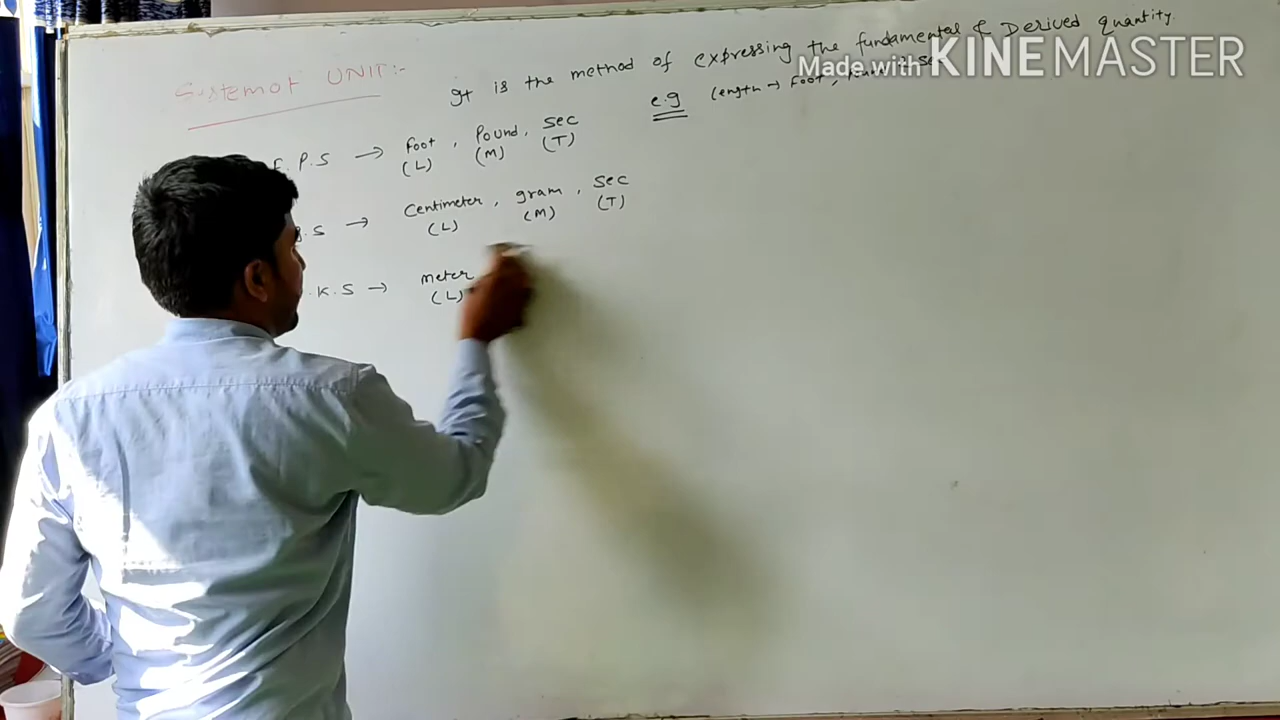 System of UNIT:-
It is the method of expressing the fundamental & Derived quantity.
e.g length → Foot,
F.P.S → Foot, Pound, Sec
(L) (M) (T)
.S → Centimeter, gram, Sec
(L) (M) (T)
.K.S → meter
(L)
Made with KINEMASTER